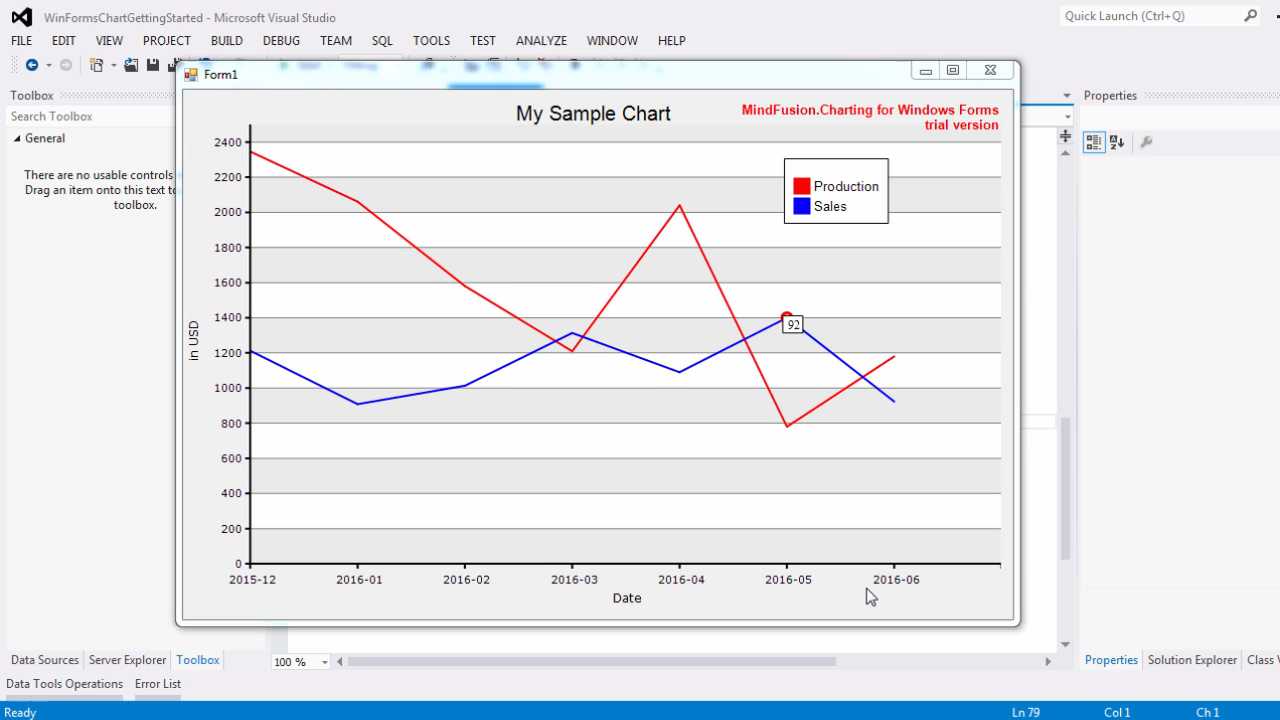 WinFormsChartGettingStarted - Microsoft Visual Studio
Quick Launch (Ctrl+Q)
FILE EDIT VIEW PROJECT BUILD DEBUG TEAM SQL TOOLS TEST ANALYZE WINDOW HELP
Form1
Toolbox
Properties
Search Toolbox
General
There are no usable controls
Drag an item onto this text to
toolbox.
My Sample Chart
MindFusion.Charting for Windows Forms
trial version
Production
Sales
2400
2200
2000
1800
1600
1400
1200
1000
800
600
400
200
0
in USD
92
2015-12 2016-01 2016-02 2016-03 2016-04 2016-05 2016-06
Date
Data Sources Server Explorer Toolbox
100 %
Properties Solution Explorer Class
Data Tools Operations Error List
Ready Ln 79 Col 1 Ch 1